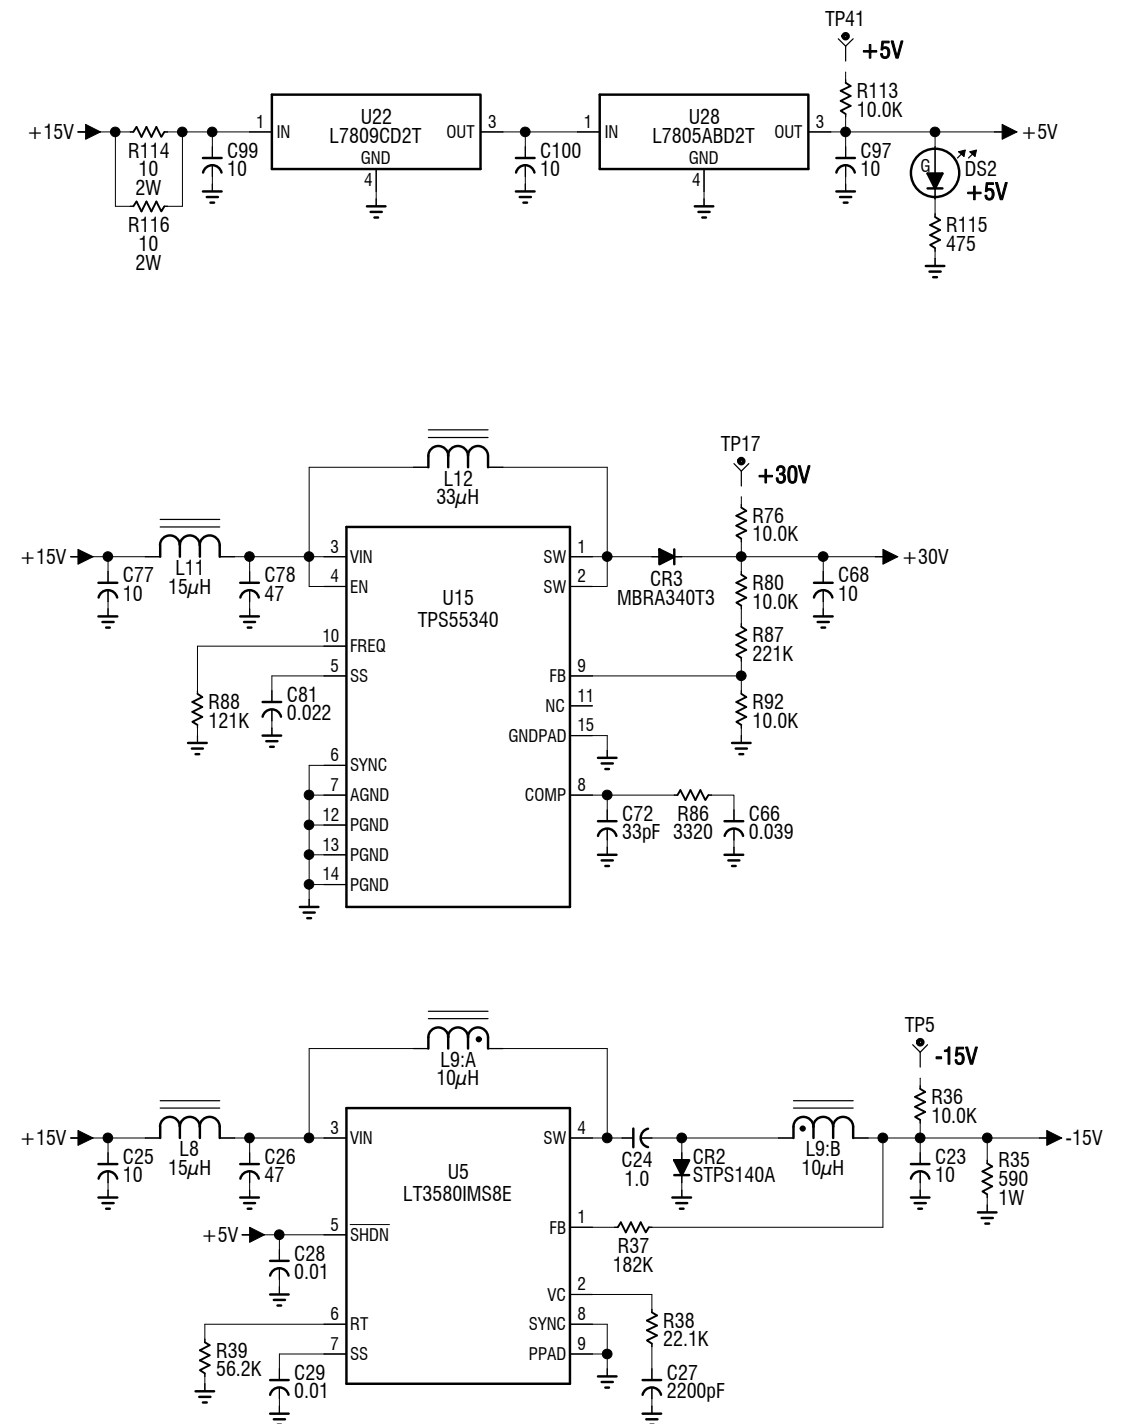 TP41
+5V
R113
10.0K
+15V
R114
10
2W
R116
10
2W
C99
10
1
IN
U22
L7809CD2T
GND
OUT
3
4
C100
10
1
IN
U28
L7805ABD2T
GND
OUT
3
4
C97
10
G
DS2
+5V
R115
475
+5V
L12
33µH
TP17
+30V
R76
10.0K
+15V
C77
10
L11
15µH
C78
47
3
VIN
4
EN
U15
TPS55340
SW
1
SW
2
CR3
MBRA340T3
R80
10.0K
C68
10
+30V
R87
221K
10
FREQ
5
SS
R88
121K
C81
0.022
FB
9
NC
11
R92
10.0K
GNDPAD
15
6
SYNC
7
AGND
12
PGND
13
PGND
14
PGND
COMP
8
C72
33pF
R86
3320
C66
0.039
L9:A
10µH
TP5
-15V
R36
10.0K
+15V
C25
10
L8
15µH
C26
47
3
VIN
U5
LT3580IMS8E
SW
4
C24
1.0
CR2
STPS140A
L9:B
10µH
C23
10
R35
590
1W
-15V
+5V
5
SHDN
C28
0.01
FB
1
R37
182K
VC
2
6
RT
7
SS
R39
56.2K
C29
0.01
SYNC
8
PPAD
9
R38
22.1K
C27
2200pF